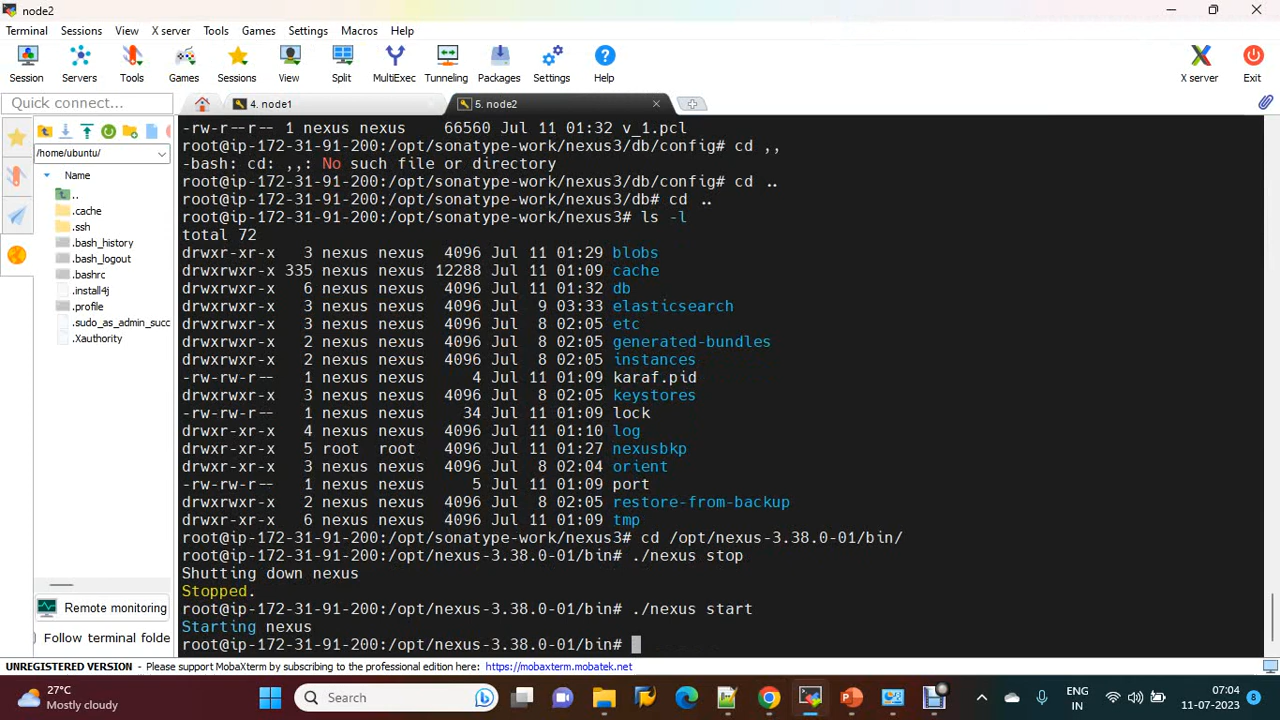 node2
Terminal Sessions View X server Tools Games Settings Macros Help
Session Servers Tools Games Sessions View Split MultiExec Tunneling Packages Settings Help X server Exit
Quick connect...
4. node1
5. node2
/home/ubuntu/
Name
..
.cache
.ssh
.bash_history
.bash_logout
.bashrc
.install4j
.profile
.sudo_as_admin_succ
.Xauthority
Remote monitoring
Follow terminal folde
-rw-r--r-- 1 nexus nexus 66560 Jul 11 01:32 v_1.pcl
root@ip-172-31-91-200:/opt/sonatype-work/nexus3/db/config# cd ,,
-bash: cd: ,,: No such file or directory
root@ip-172-31-91-200:/opt/sonatype-work/nexus3/db/config# cd ..
root@ip-172-31-91-200:/opt/sonatype-work/nexus3/db# cd ..
root@ip-172-31-91-200:/opt/sonatype-work/nexus3# ls -l
total 72
drwxr-xr-x 3 nexus nexus 4096 Jul 11 01:29 blobs
drwxrwxr-x 335 nexus nexus 12288 Jul 11 01:09 cache
drwxrwxr-x 6 nexus nexus 4096 Jul 11 01:32 db
drwxrwxr-x 3 nexus nexus 4096 Jul 9 03:33 elasticsearch
drwxrwxr-x 3 nexus nexus 4096 Jul 8 02:05 etc
drwxrwxr-x 2 nexus nexus 4096 Jul 8 02:05 generated-bundles
drwxrwxr-x 2 nexus nexus 4096 Jul 8 02:05 instances
-rw-rw-r-- 1 nexus nexus 4 Jul 11 01:09 karaf.pid
drwxrwxr-x 3 nexus nexus 4096 Jul 8 02:05 keystores
-rw-rw-r-- 1 nexus nexus 34 Jul 11 01:09 lock
drwxrwxr-x 4 nexus nexus 4096 Jul 11 01:10 log
drwxr-xr-x 5 root root 4096 Jul 11 01:27 nexusbkp
drwxrwxr-x 3 nexus nexus 4096 Jul 8 02:04 orient
-rw-rw-r-- 1 nexus nexus 5 Jul 11 01:09 port
drwxrwxr-x 2 nexus nexus 4096 Jul 8 02:05 restore-from-backup
drwxrwxr-x 6 nexus nexus 4096 Jul 11 01:09 tmp
root@ip-172-31-91-200:/opt/sonatype-work/nexus3# cd /opt/nexus-3.38.0-01/bin/
root@ip-172-31-91-200:/opt/nexus-3.38.0-01/bin# ./nexus stop
Shutting down nexus
Stopped.
root@ip-172-31-91-200:/opt/nexus-3.38.0-01/bin# ./nexus start
Starting nexus
root@ip-172-31-91-200:/opt/nexus-3.38.0-01/bin#
UNREGISTERED VERSION - Please support MobaXterm by subscribing to the professional edition here: https://mobaxterm.mobatek.net
27°C
Mostly cloudy
Search
ENG
IN
07:04
11-07-2023
8